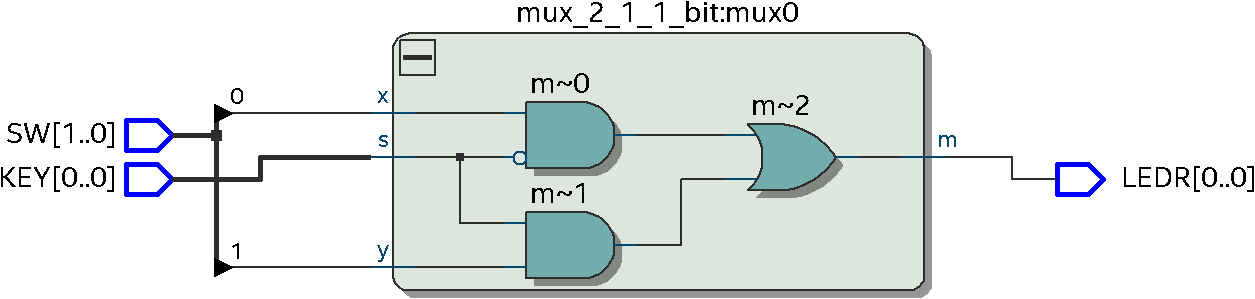 mux_2_1_1_bit:mux0
m~0
m~2
0
x
SW[1..0]
s
m
KEY[0..0]
LEDR[0..0]
m~1
1
y